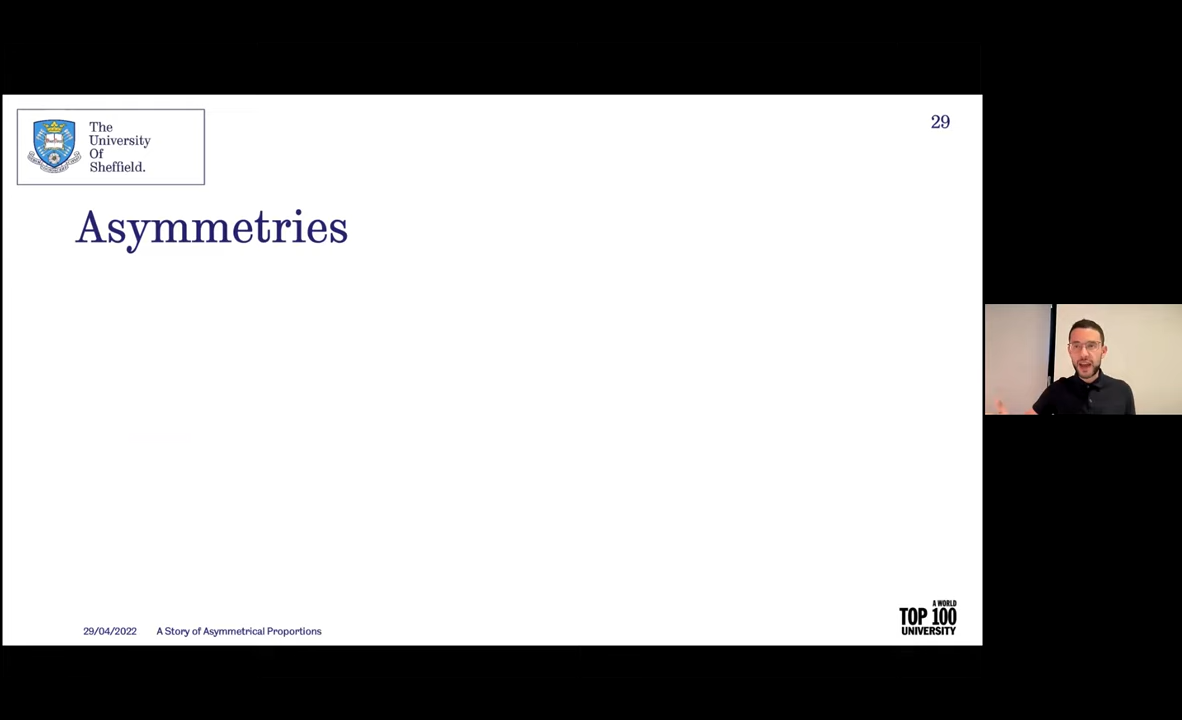 The
University
Of
Sheffield.
29
Asymmetries
29/04/2022 A Story of Asymmetrical Proportions
A WORLD
TOP 100
UNIVERSITY